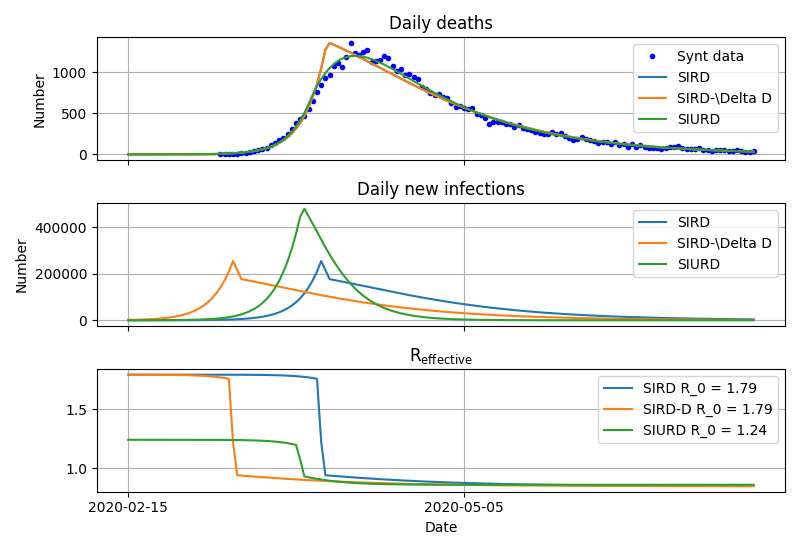 Daily deaths
Number
1000
500
0
Synt data
SIRD
SIRD-\Delta D
SIURD
Daily new infections
Number
400000
200000
0
SIRD
SIRD-\Delta D
SIURD
R_effective
1.5
1.0
SIRD R_0 = 1.79
SIRD-D R_0 = 1.79
SIURD R_0 = 1.24
2020-02-15
2020-05-05
Date